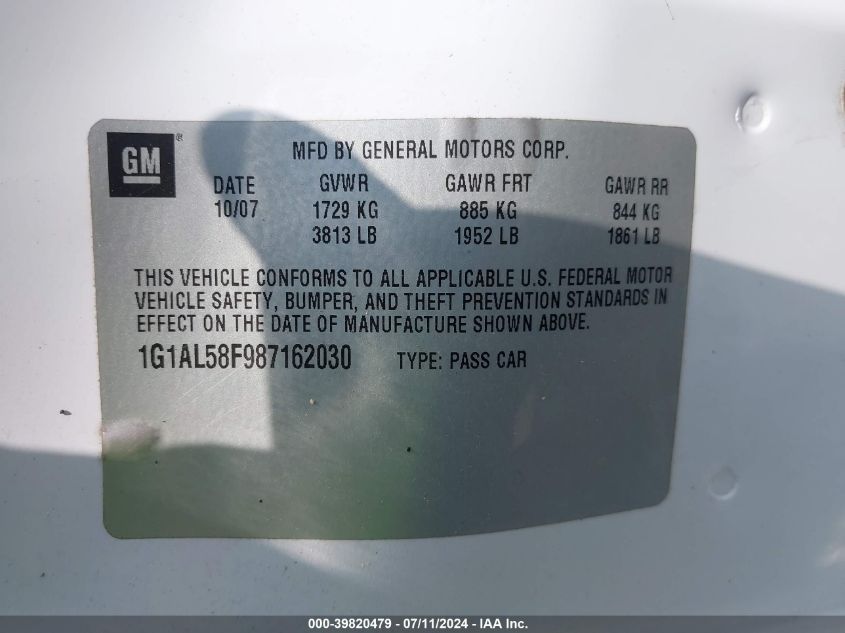 GM®
MFD BY GENERAL MOTORS CORP.
DATE GVWR GAWR FRT GAWR RR
10/07 1729 KG 885 KG 844 KG
3813 LB 1952 LB 1861 LB
THIS VEHICLE CONFORMS TO ALL APPLICABLE U.S. FEDERAL MOTOR
VEHICLE SAFETY, BUMPER, AND THEFT PREVENTION STANDARDS IN
EFFECT ON THE DATE OF MANUFACTURE SHOWN ABOVE.
1G1AL58F987162030 TYPE: PASS CAR
000-39820479 - 07/11/2024 - IAA Inc.